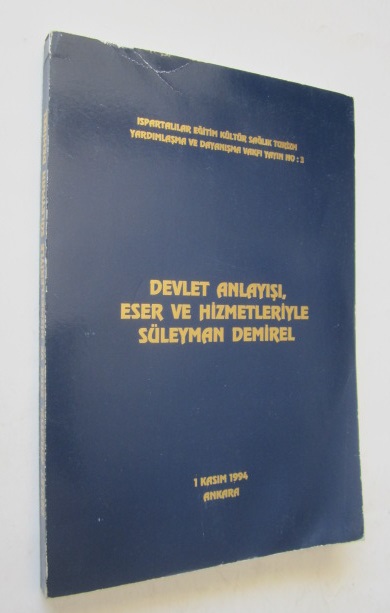 ISPARTALILAR EĞİTİM KÜLTÜR SAĞLIK TURİZM
YARDIMLAŞMA VE DAYANIŞMA VAKFI YAYIN NO : 3
DEVLET ANLAYIŞI,
ESER VE HİZMETLERİYLE
SÜLEYMAN DEMİREL
1 KASIM 1994
ANKARA